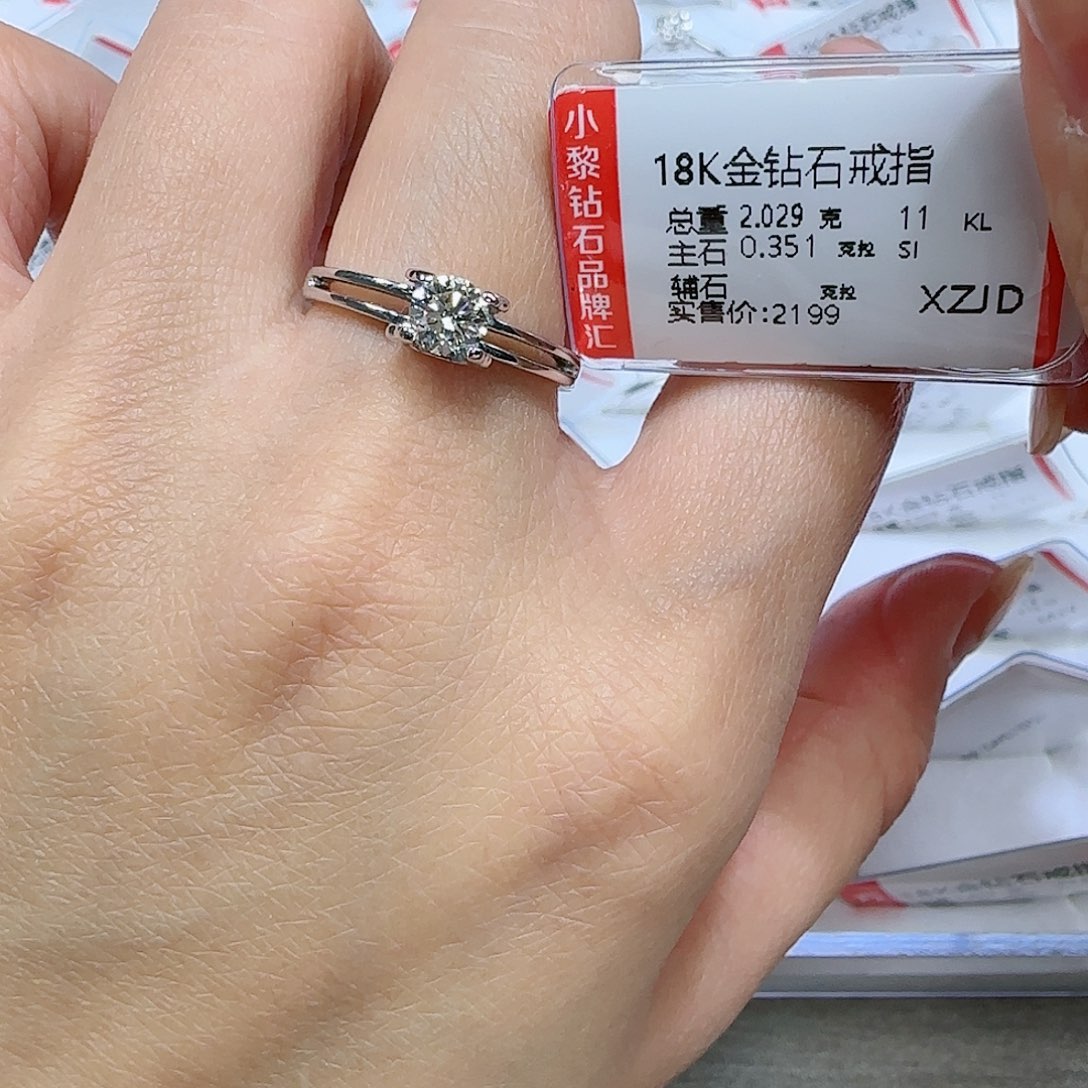 小黎钻石品牌汇
18K金钻石戒指
总重 2.029 克 11 KL
主石 0.351 克拉 SI
辅石 克拉
实售价:2199 XZJD